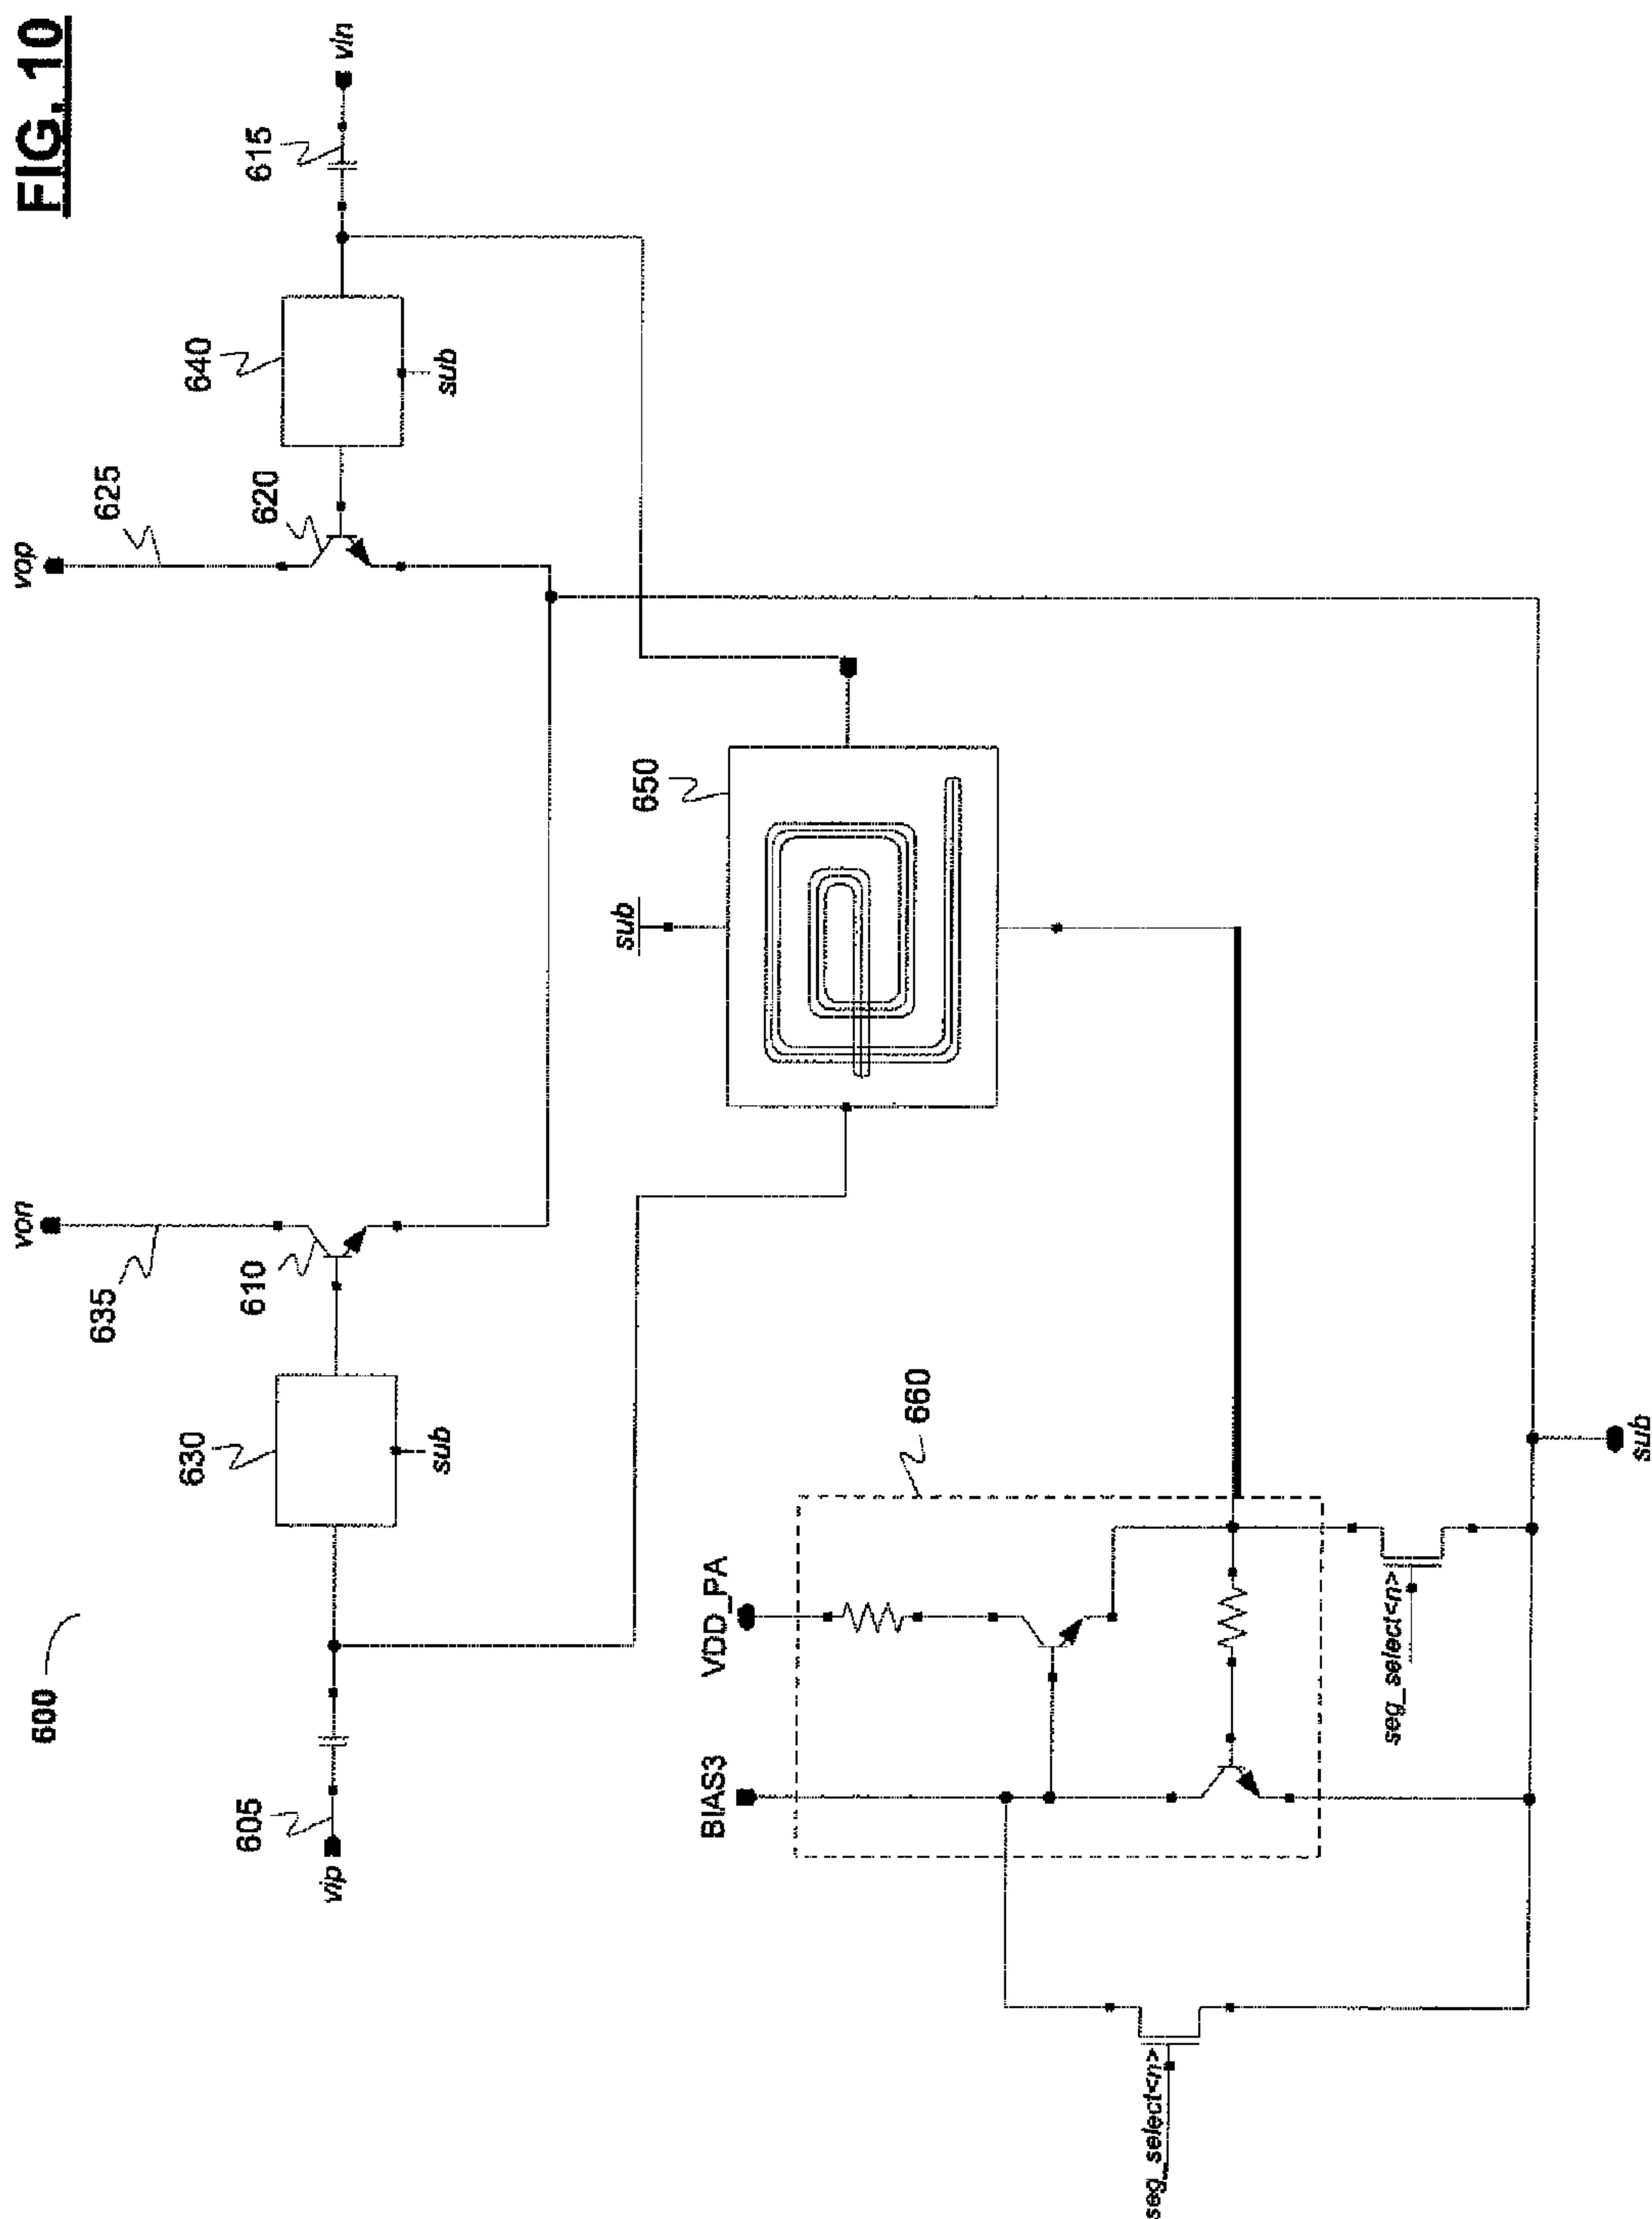 FIG. 10
600
von
vop
635
625
605
630
610
620
640
615
vip
vin
sub
sub
sub
650
BIAS3
VDD_PA
660
seg_select<n>
seg_select<n>
sub